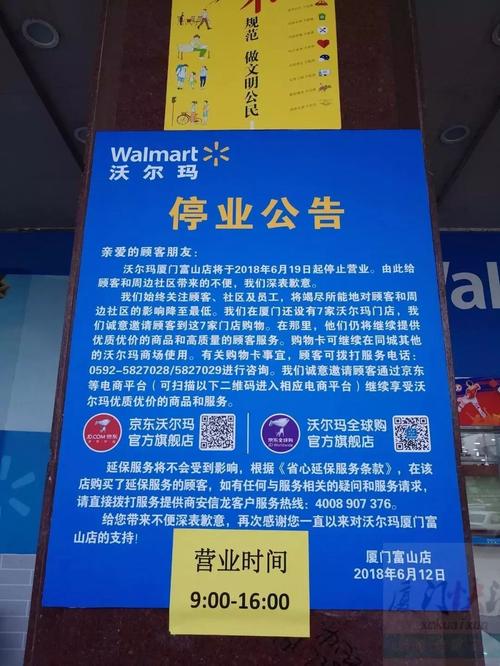 规范 做文明公民
Walmart
沃尔玛
停业公告
亲爱的顾客朋友：
沃尔玛厦门富山店将于2018年6月19日起停止营业。由此给
顾客和周边社区带来的不便，我们深表歉意。
我们始终关注顾客、社区及员工，将竭尽所能地对顾客和周
边社区的影响降至最低。我们在厦门还设有7家沃尔玛门店，我
们诚意邀请顾客到这7家门店购物。在那里，他们仍将继续提供
优质优价的商品和高质量的顾客服务。购物卡可继续在同城其他
的沃尔玛商场使用。有关购物卡事宜，顾客可拨打服务电话：
0592-5827028/5827029进行咨询。我们诚意邀请顾客通过京东
等电商平台（可扫描以下二维码进入相应电商平台）继续享受沃
尔玛优质优价的商品和服务。
JD.COM 京东
京东沃尔玛
官方旗舰店
京东全球购
JD Worldwide
沃尔玛全球购
官方旗舰店
延保服务将不会受到影响，根据《省心延保服务条款》，在该
店购买了延保服务的顾客，如有任何与服务相关的疑问和服务请求，
请直接拨打服务提供商安信龙客户服务热线：4008 907 376。
给您带来不便深表歉意，再次感谢您一直以来对沃尔玛厦门富
山店的支持！
厦门富山店
2018年6月12日
营业时间
9:00-16:00
Wal